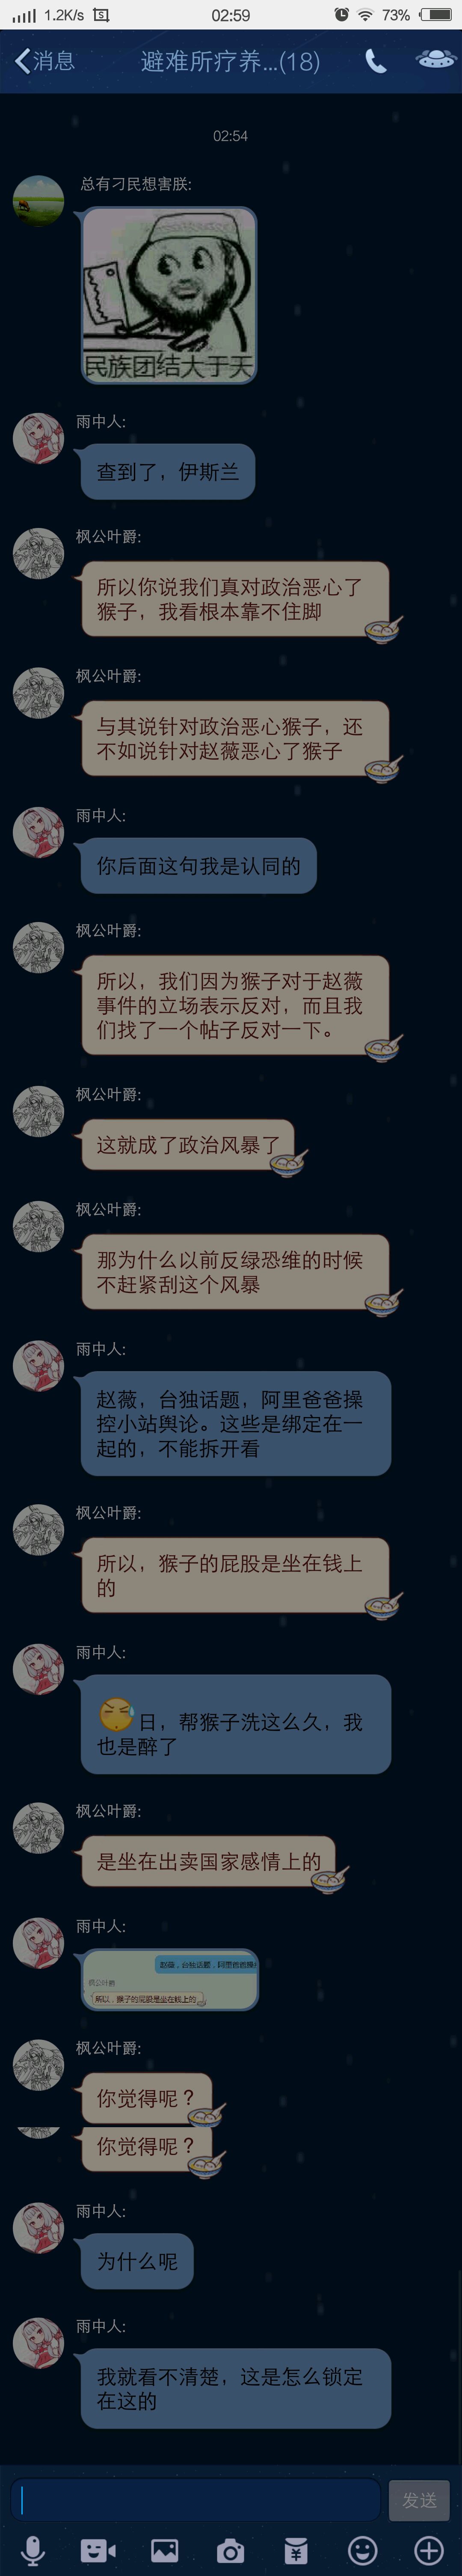 1.2K/s
02:59
73%
消息
避难所疗养...(18)
02:54
总有刁民想害朕:
民族团结大于天
雨中人:
查到了，伊斯兰
枫公叶爵:
所以你说我们真对政治恶心了
猴子，我看根本靠不住脚
枫公叶爵:
与其说针对政治恶心猴子，还
不如说针对赵薇恶心了猴子
雨中人:
你后面这句我是认同的
枫公叶爵:
所以，我们因为猴子对于赵薇
事件的立场表示反对，而且我
们找了一个帖子反对一下。
枫公叶爵:
这就成了政治风暴了
枫公叶爵:
那为什么以前反绿恐维的时候
不赶紧刮这个风暴
雨中人:
赵薇，台独话题，阿里爸爸操
控小站舆论。这些是绑定在一
起的，不能拆开看
枫公叶爵:
所以，猴子的屁股是坐在钱上
的
雨中人:
日，帮猴子洗这么久，我
也是醉了
枫公叶爵:
是坐在出卖国家感情上的
雨中人:
赵薇，台独话题，阿里爸爸操
枫公叶爵
所以，猴子的屁股是坐在钱上的
枫公叶爵:
你觉得呢？
你觉得呢？
雨中人:
为什么呢
雨中人:
我就看不清楚，这是怎么锁定
在这的
发送